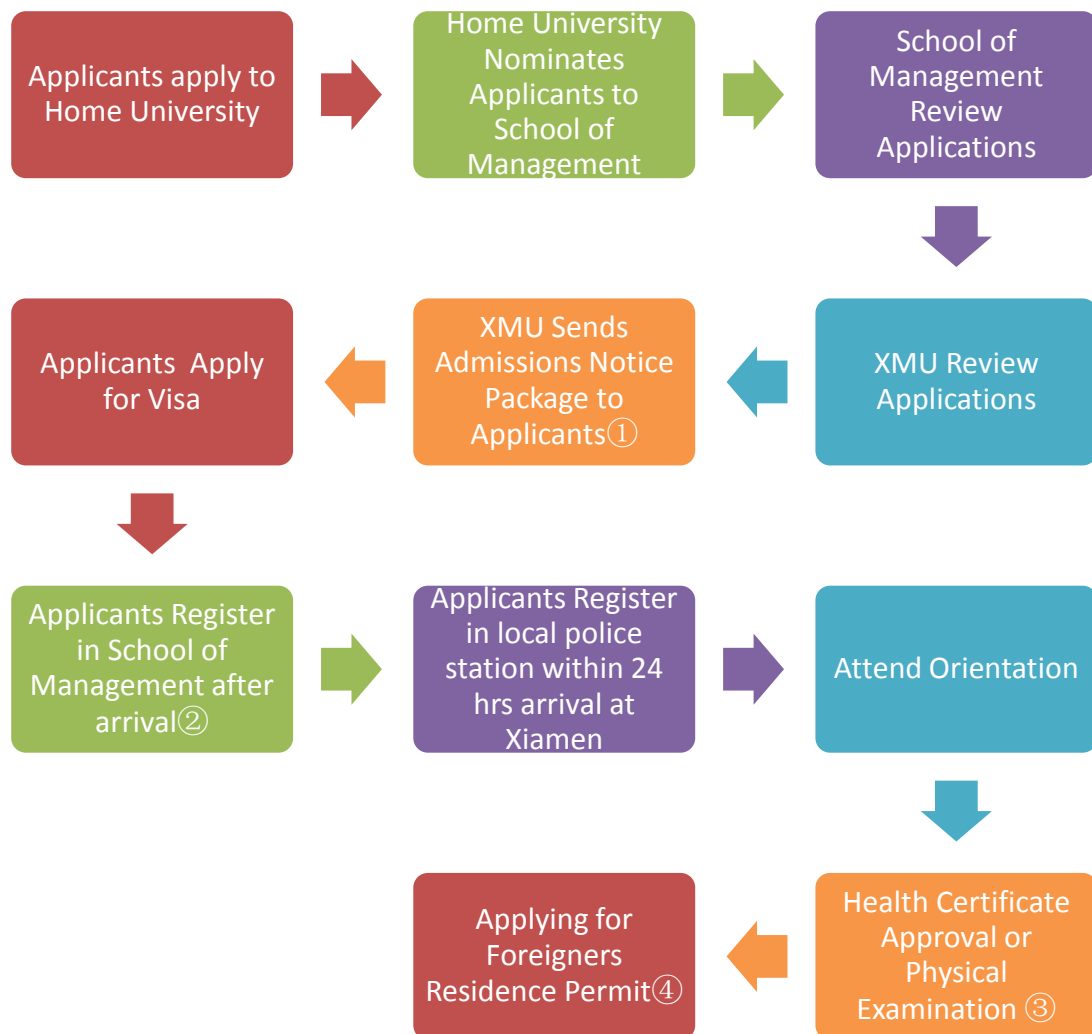 Applicants apply to
Home University
Home University
Nominates
Applicants to
School of
Management
School of
Management
Review
Applications
XMU Review
Applications
XMU Sends
Admissions Notice
Package to
Applicants①
Applicants Apply
for Visa
Applicants Register
in School of
Management after
arrival②
Applicants Register
in local police
station within 24
hrs arrival at
Xiamen
Attend Orientation
Health Certificate
Approval or
Physical
Examination ③
Applying for
Foreigners
Residence Permit④